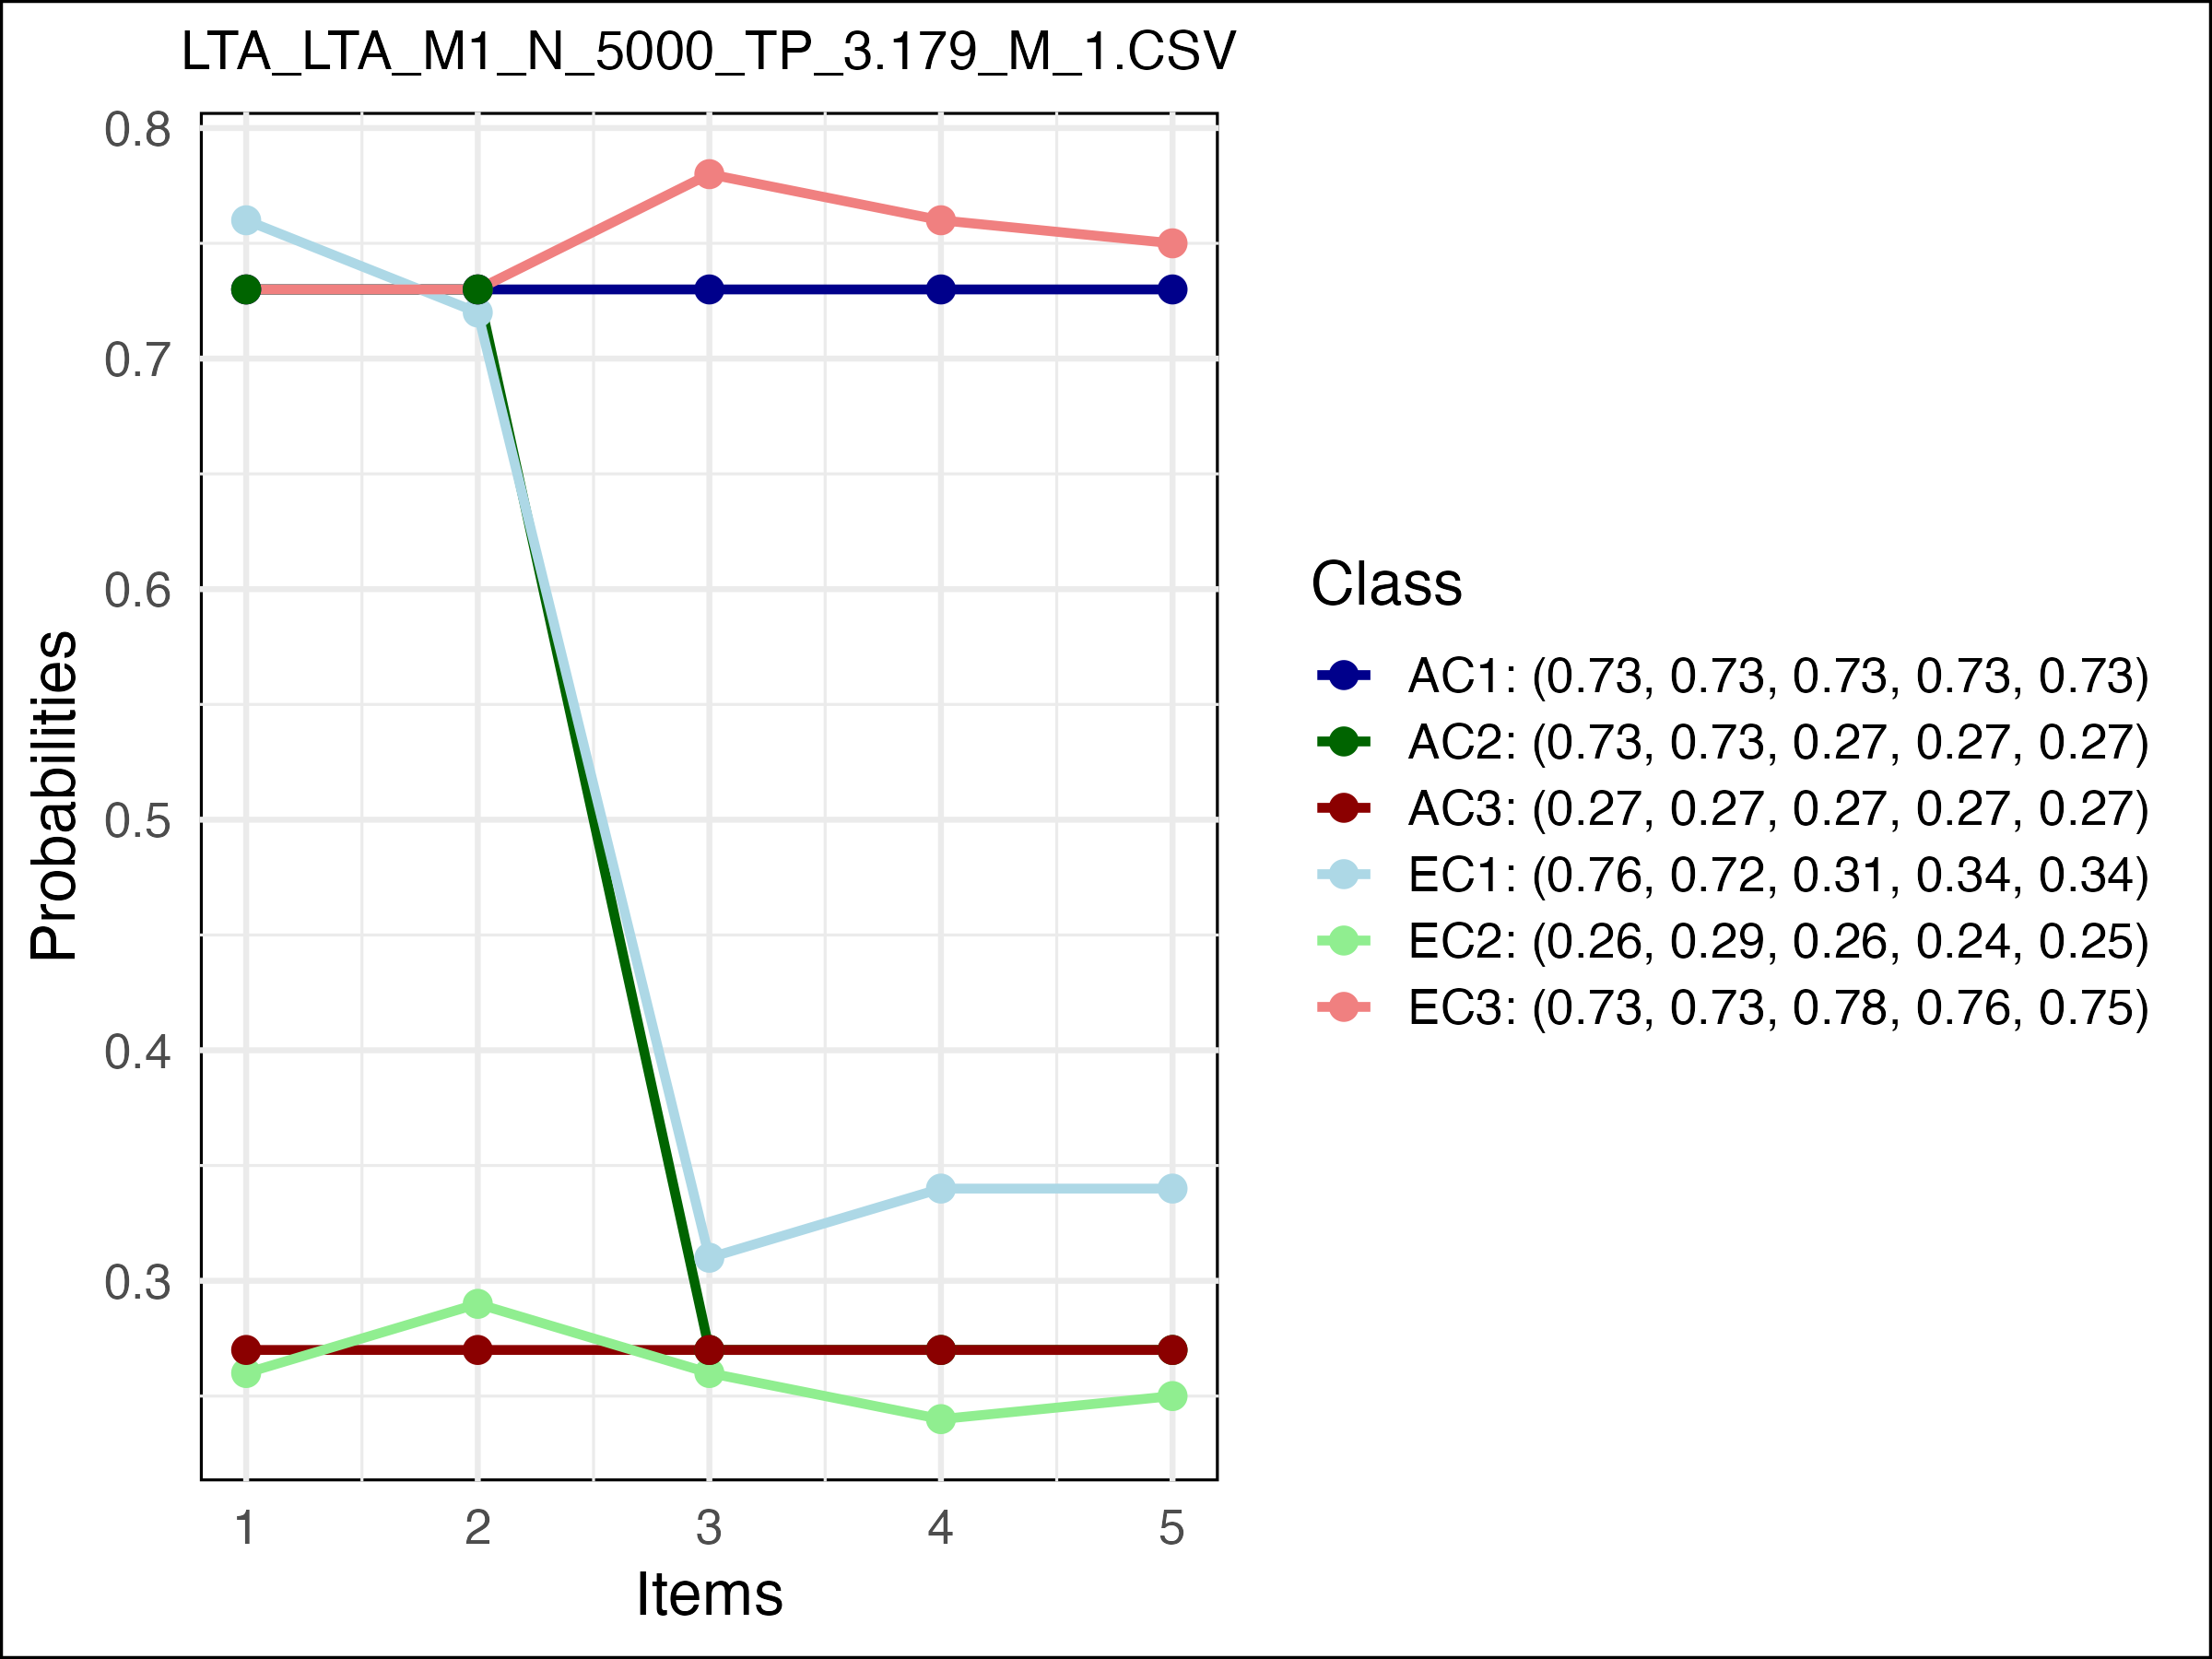 LTA_LTA_M1_N_5000_TP_3.179_M_1.CSV
0.8
0.7
0.6
0.5
0.4
0.3
Probabilities
1 2 3 4 5
Items
Class
AC1: (0.73, 0.73, 0.73, 0.73, 0.73)
AC2: (0.73, 0.73, 0.27, 0.27, 0.27)
AC3: (0.27, 0.27, 0.27, 0.27, 0.27)
EC1: (0.76, 0.72, 0.31, 0.34, 0.34)
EC2: (0.26, 0.29, 0.26, 0.24, 0.25)
EC3: (0.73, 0.73, 0.78, 0.76, 0.75)